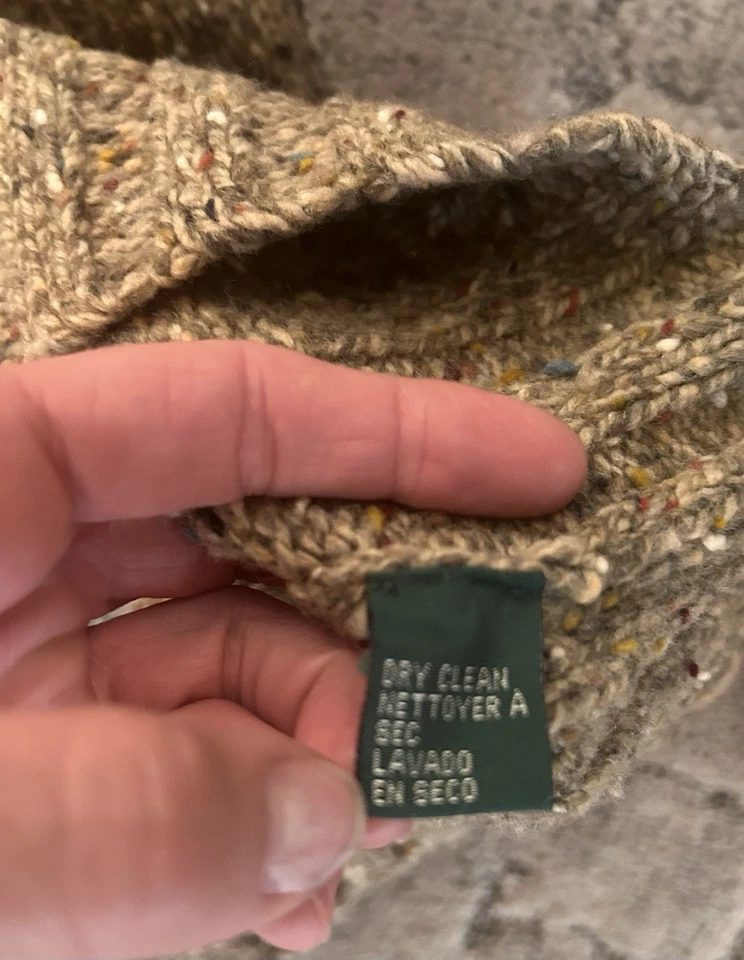 DRY CLEAN
NETTOYER A
SEC
LAVADO
EN SECO